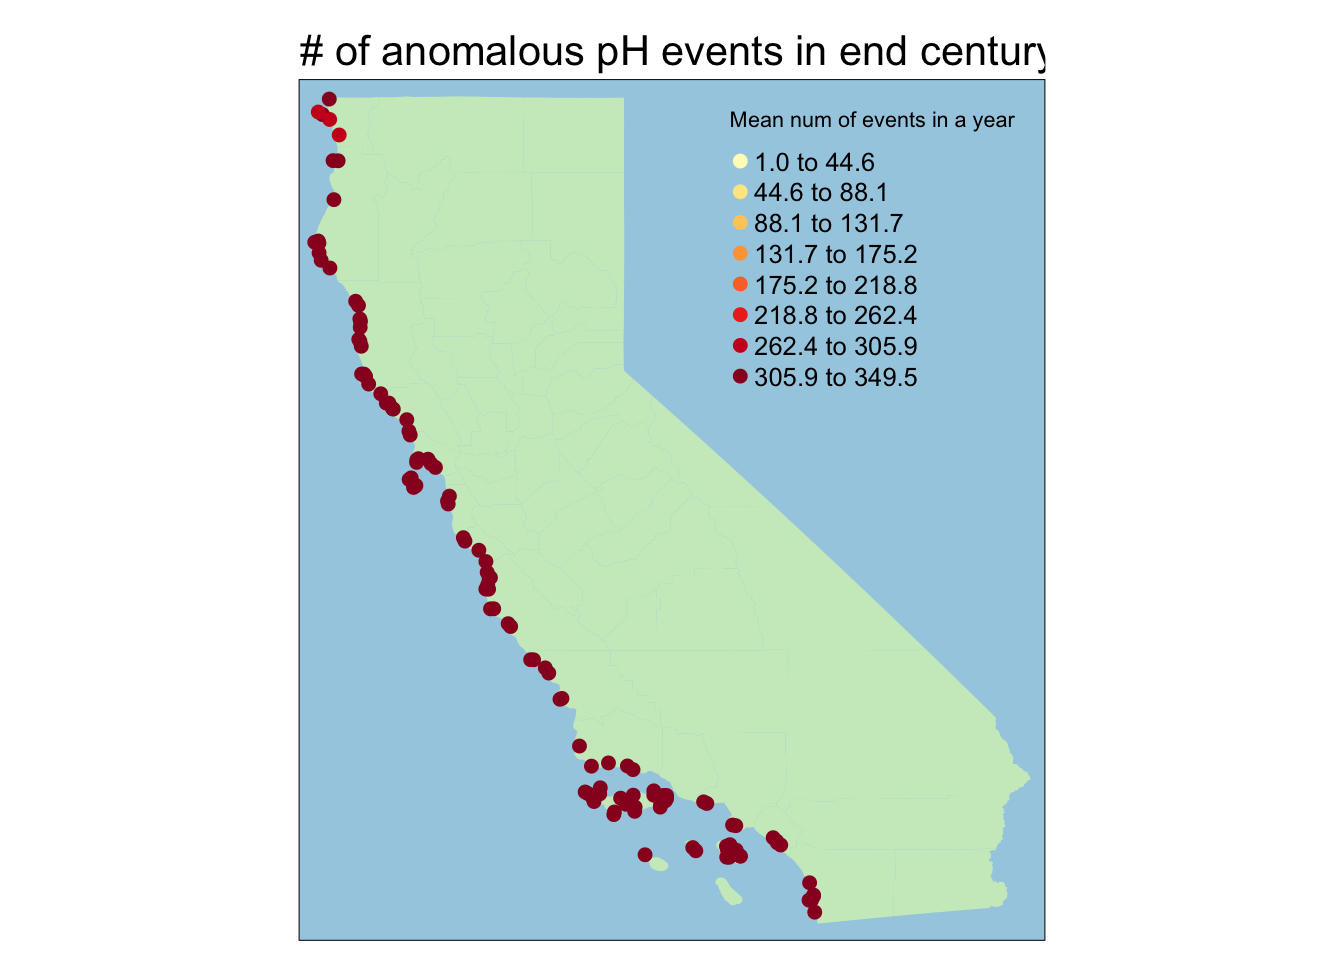 # of anomalous pH events in end century
Mean num of events in a year
1.0 to 44.6
44.6 to 88.1
88.1 to 131.7
131.7 to 175.2
175.2 to 218.8
218.8 to 262.4
262.4 to 305.9
305.9 to 349.5